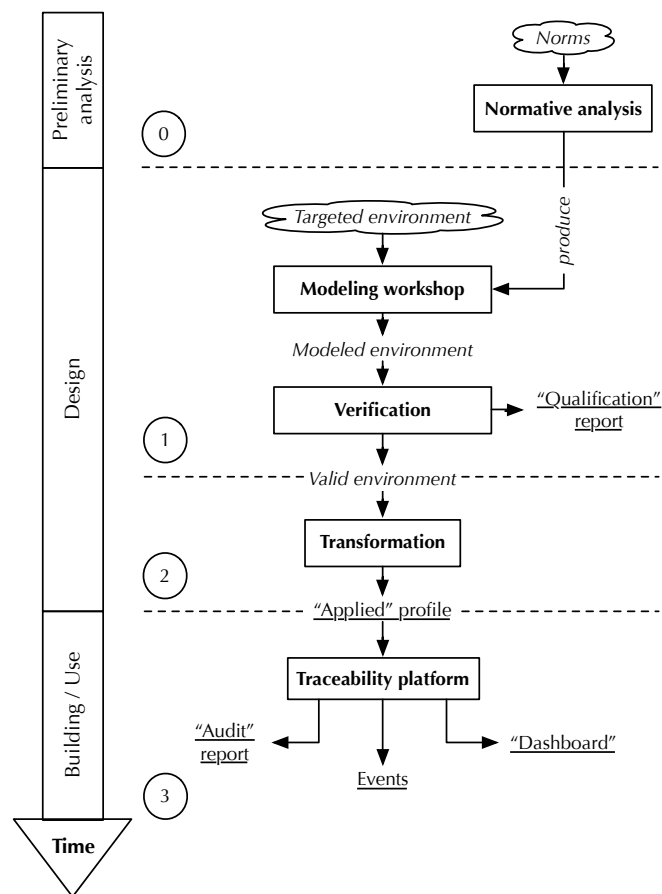 Preliminary
analysis
Norms
Normative analysis
0
Design
Targeted environment
produce
Modeling workshop
Modeled environment
Verification
“Qualification”
report
1
Valid environment
Transformation
2
“Applied” profile
Building / Use
Traceability platform
“Audit”
report
Events
“Dashboard”
3
Time